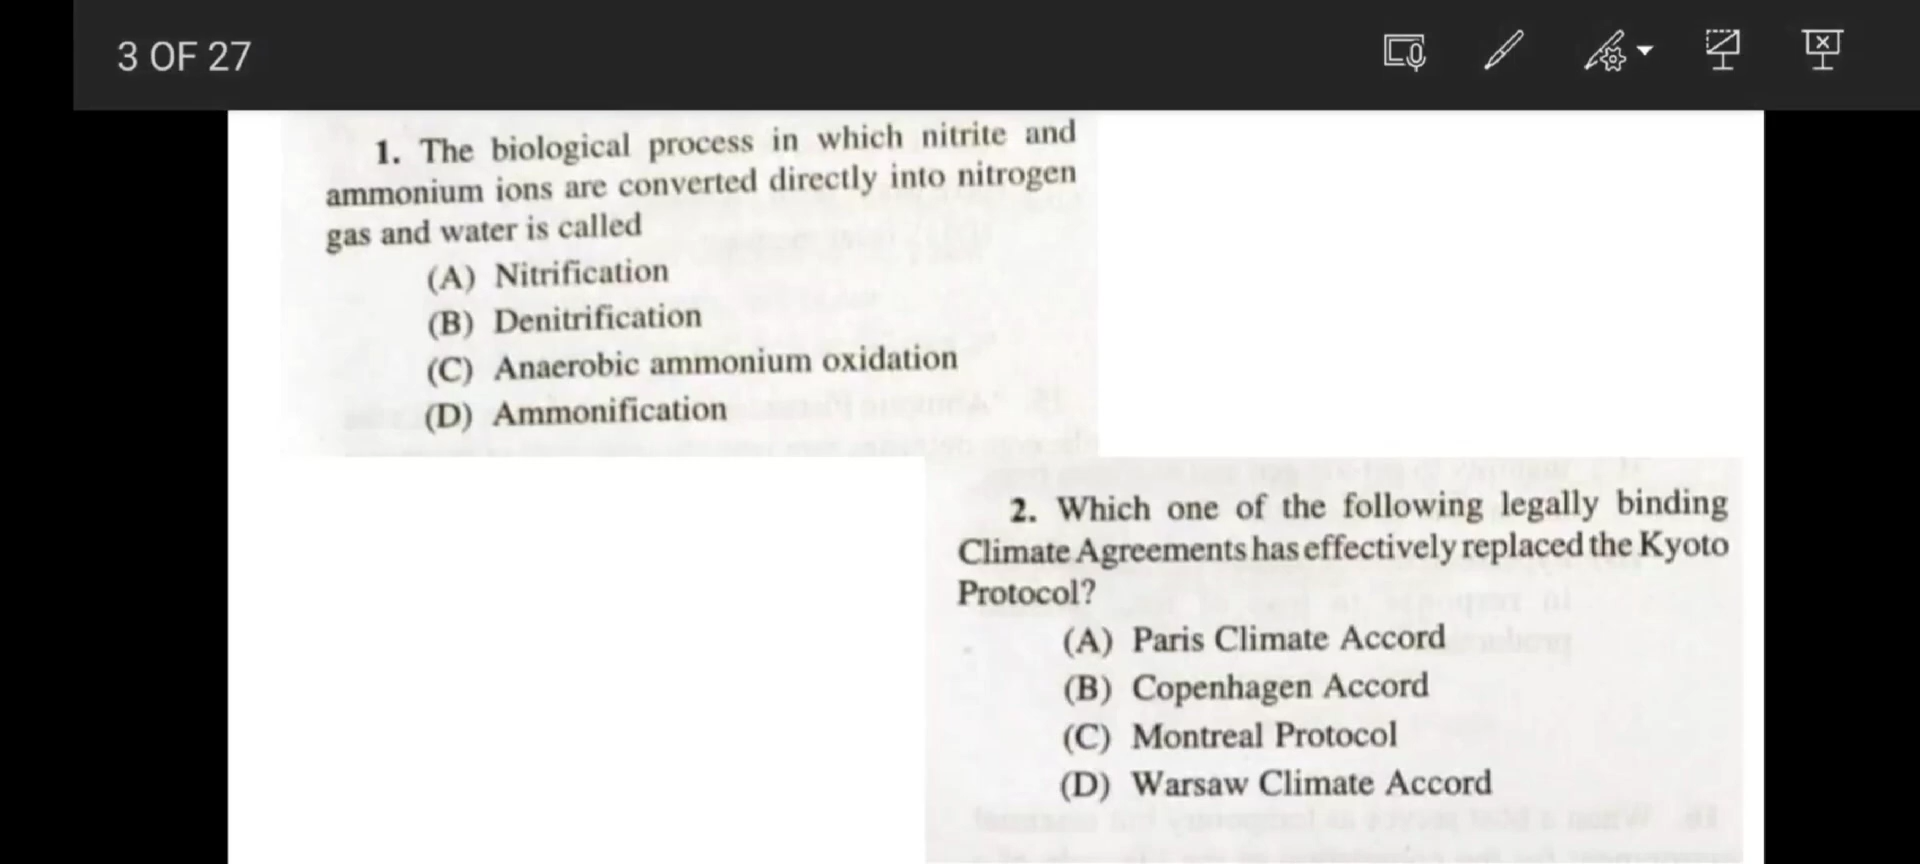 3 OF 27
1. The biological process in which nitrite and
ammonium ions are converted directly into nitrogen
gas and water is called
(A) Nitrification
(B) Denitrification
(C) Anaerobic ammonium oxidation
(D) Ammonification
2. Which one of the following legally binding
Climate Agreements has effectively replaced the Kyoto
Protocol?
(A) Paris Climate Accord
(B) Copenhagen Accord
(C) Montreal Protocol
(D) Warsaw Climate Accord